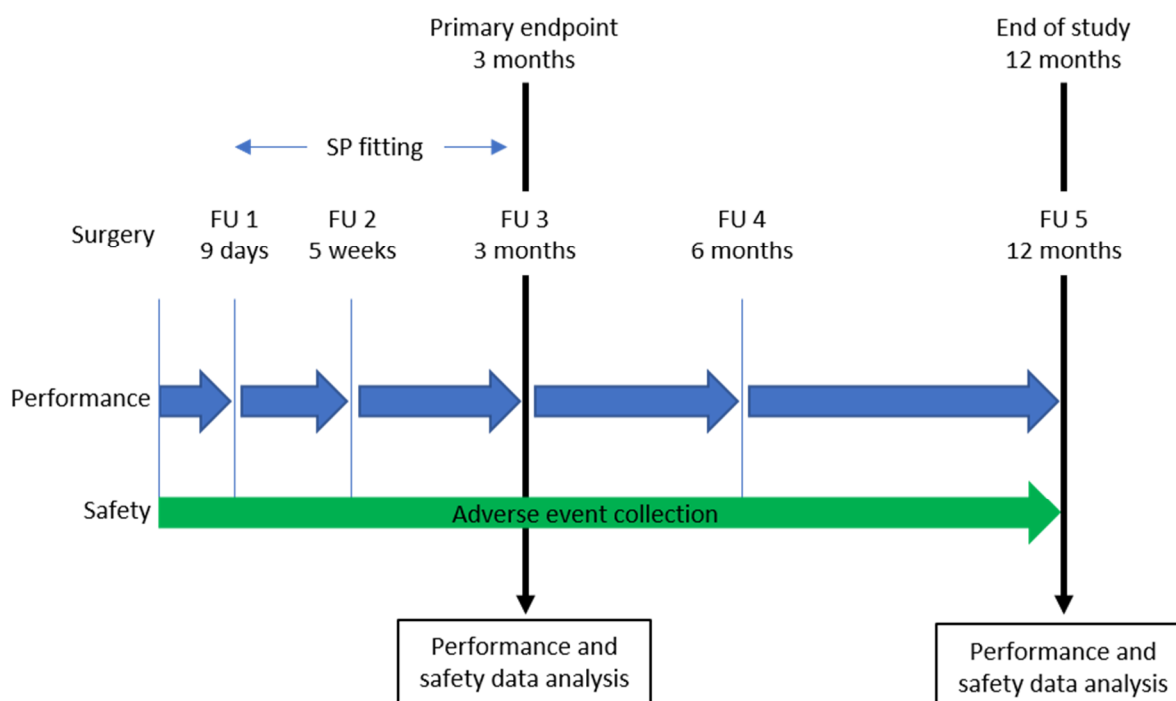 Primary endpoint
3 months
End of study
12 months
SP fitting
Surgery
FU 1
9 days
FU 2
5 weeks
FU 3
3 months
FU 4
6 months
FU 5
12 months
Performance
Safety
Adverse event collection
Performance and
safety data analysis
Performance and
safety data analysis